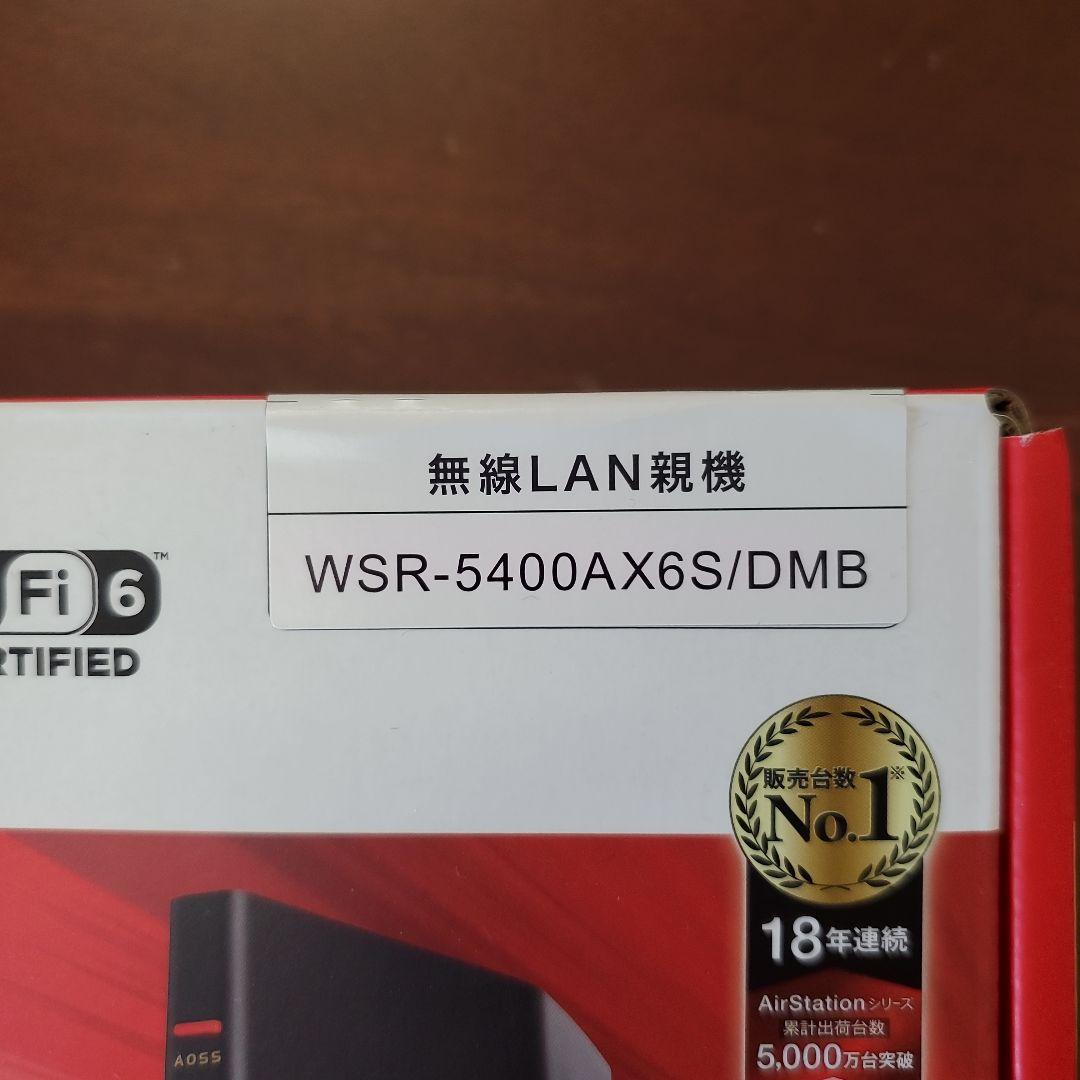 無線LAN親機
WSR-5400AX6S/DMB
Fi 6™
RTIFIED
販売台数
No.1※
18年連続
AirStationシリーズ
累計出荷台数
5,000万台突破
AOSS